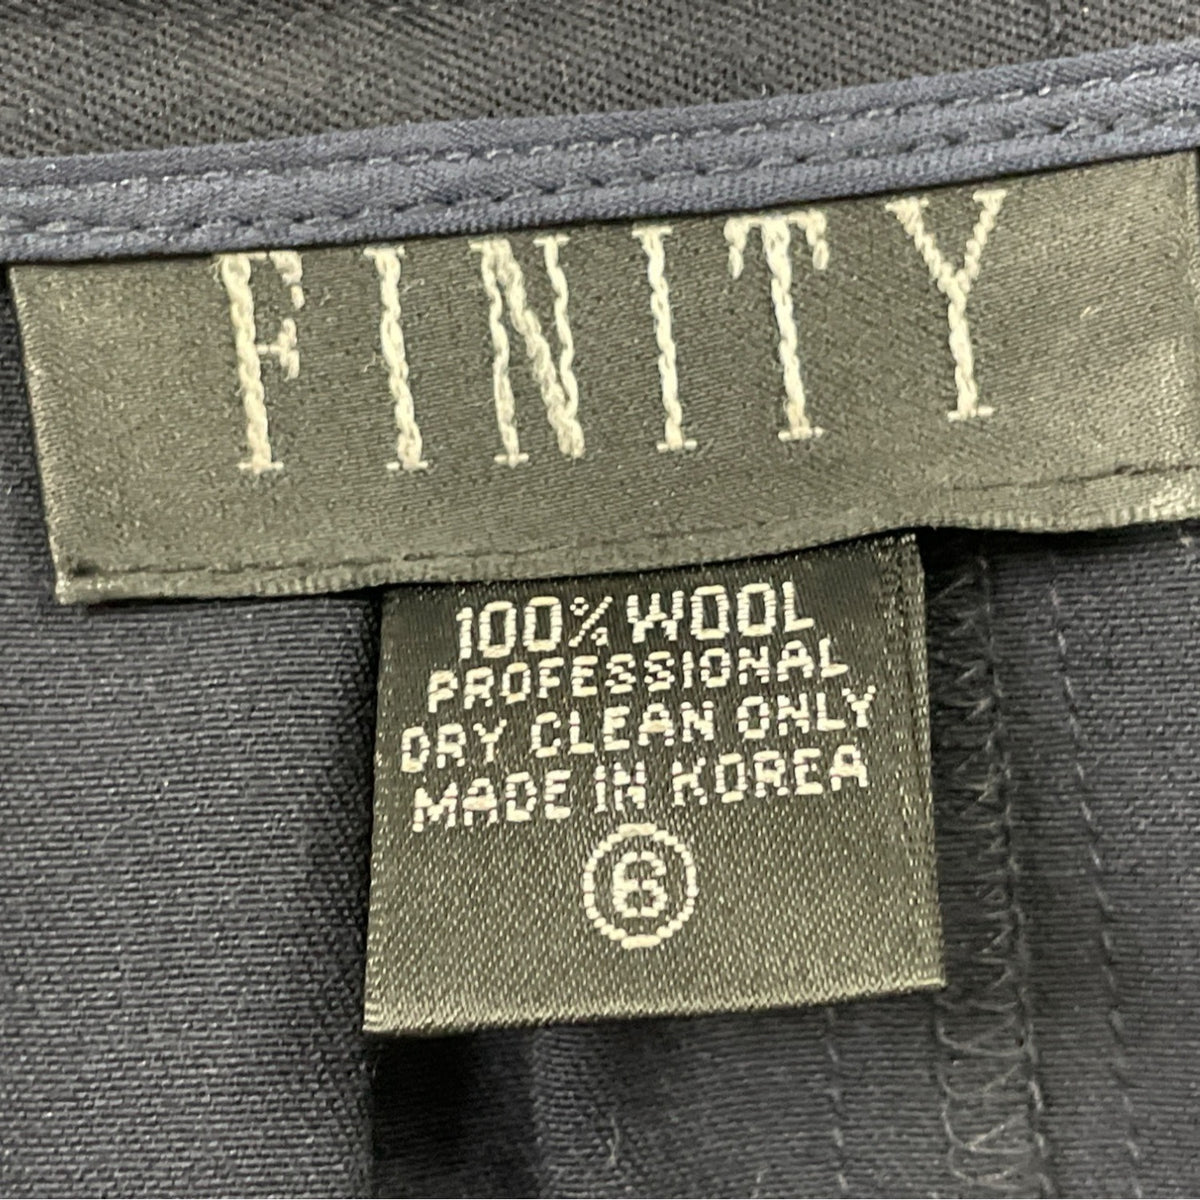 FINITY
100% WOOL
PROFESSIONAL
DRY CLEAN ONLY
MADE IN KOREA
6